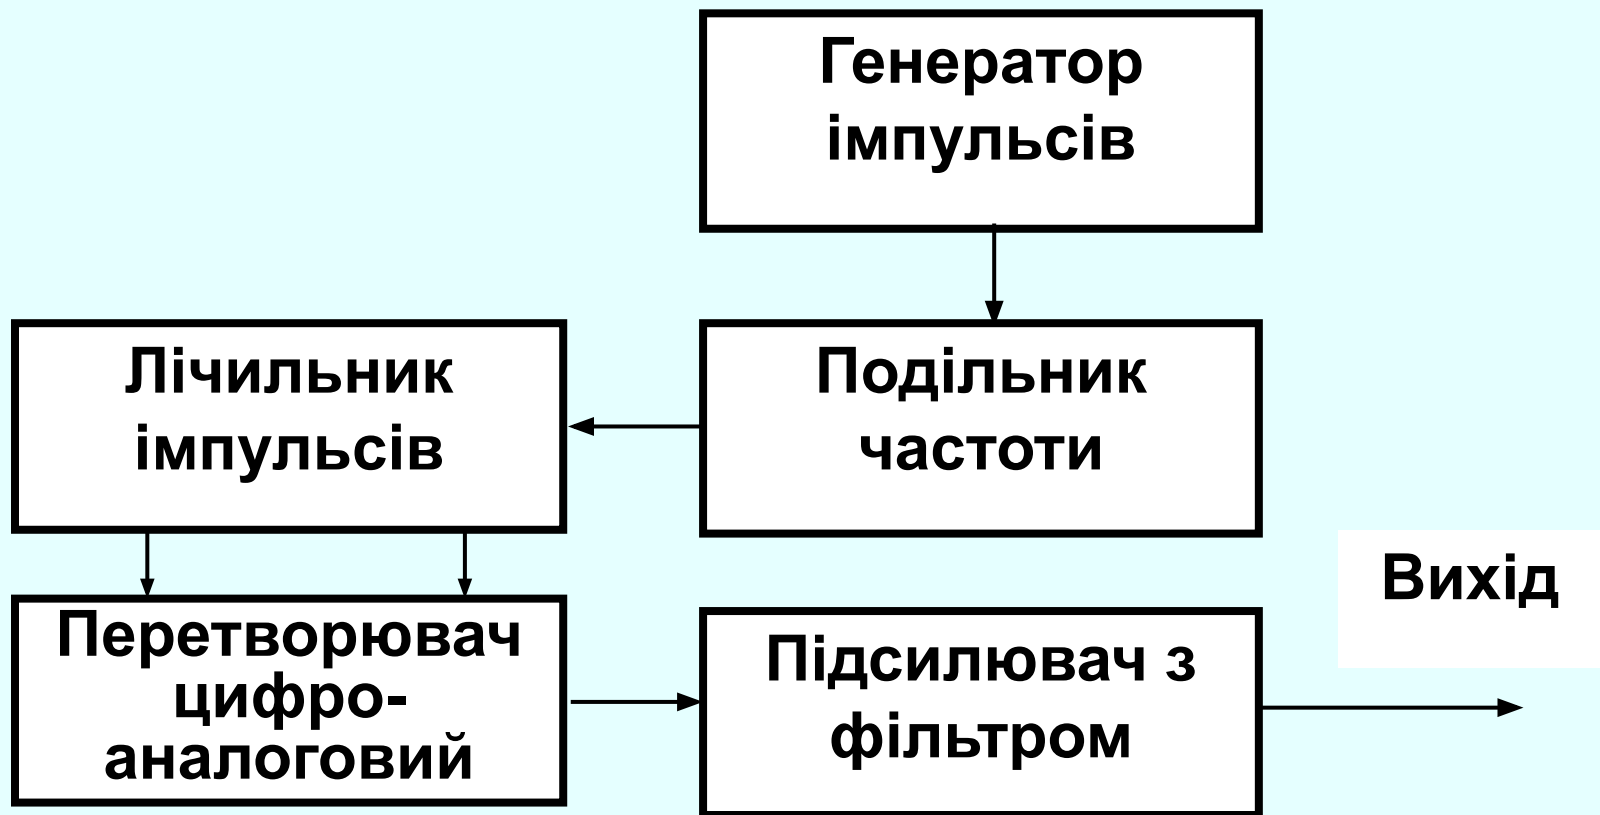 Генератор
імпульсів
Лічильник
імпульсів
Подільник
частоти
Вихід
Перетворювач
цифро-
аналоговий
Підсилювач з
фільтром